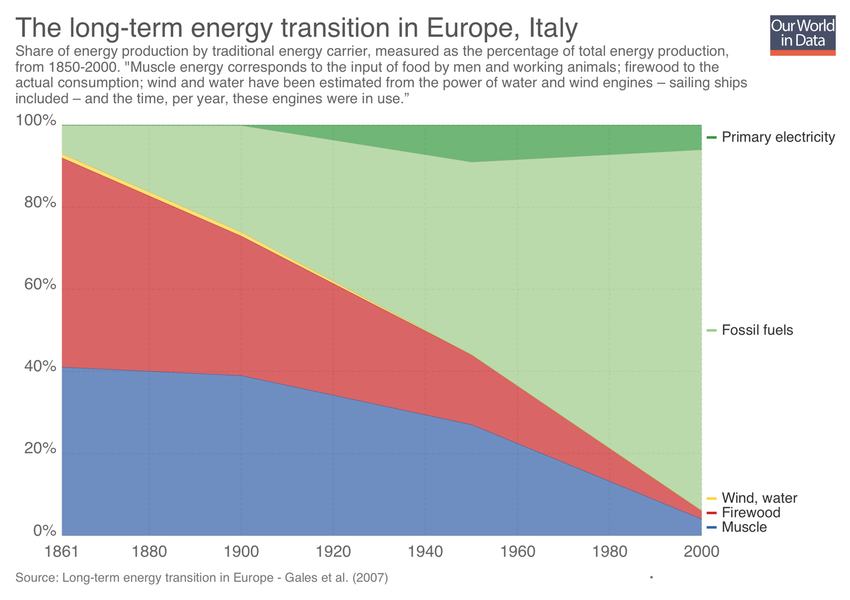 The long-term energy transition in Europe, Italy
Our World
in Data
Share of energy production by traditional energy carrier, measured as the percentage of total energy production,
from 1850-2000. "Muscle energy corresponds to the input of food by men and working animals; firewood to the
actual consumption; wind and water have been estimated from the power of water and wind engines – sailing ships
included – and the time, per year, these engines were in use.”
100%
80%
60%
40%
20%
0%
Primary electricity
Fossil fuels
Wind, water
Firewood
Muscle
1861 1880 1900 1920 1940 1960 1980 2000
Source: Long-term energy transition in Europe - Gales et al. (2007)